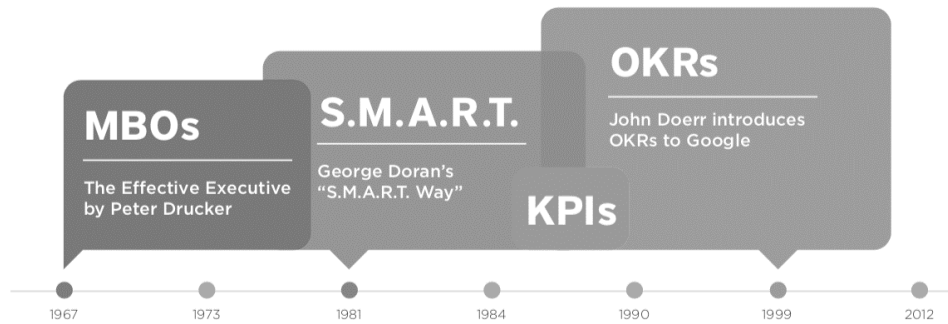 MBOs
The Effective Executive
by Peter Drucker
S.M.A.R.T.
George Doran’s
“S.M.A.R.T. Way”
KPIs
OKRs
John Doerr introduces
OKRs to Google
1967
1973
1981
1984
1990
1999
2012